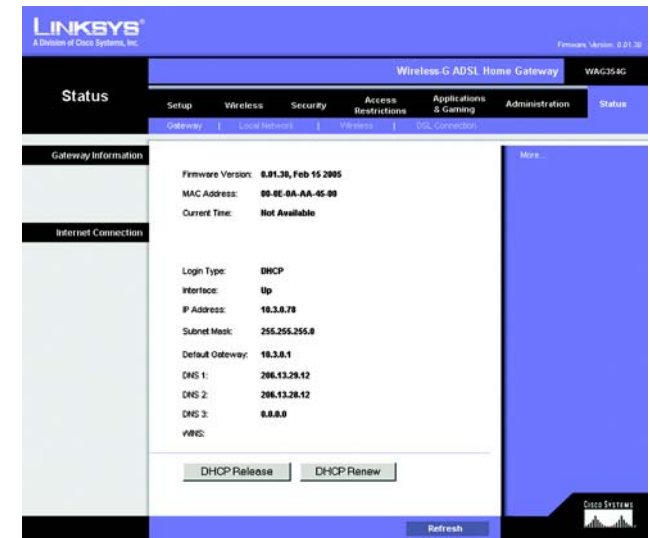 LINKSYS®
A Division of Cisco Systems, Inc.
Firmware Version: 0.01.38
Wireless-G ADSL Home Gateway WAG354G
Status
Setup Wireless Security Access Restrictions Applications & Gaming Administration Status
Gateway | Local Network | Wireless | DSL Connection
Gateway Information
More...
Firmware Version: 0.01.38, Feb 15 2005
MAC Address: 00-0E-0A-AA-45-00
Current Time: Not Available
Internet Connection
Login Type: DHCP
Interface: Up
IP Address: 10.3.0.78
Subnet Mask: 255.255.255.0
Default Gateway: 10.3.0.1
DNS 1: 206.13.29.12
DNS 2: 206.13.28.12
DNS 3: 0.0.0.0
WINS:
DHCP Release DHCP Renew
Refresh
CISCO SYSTEMS